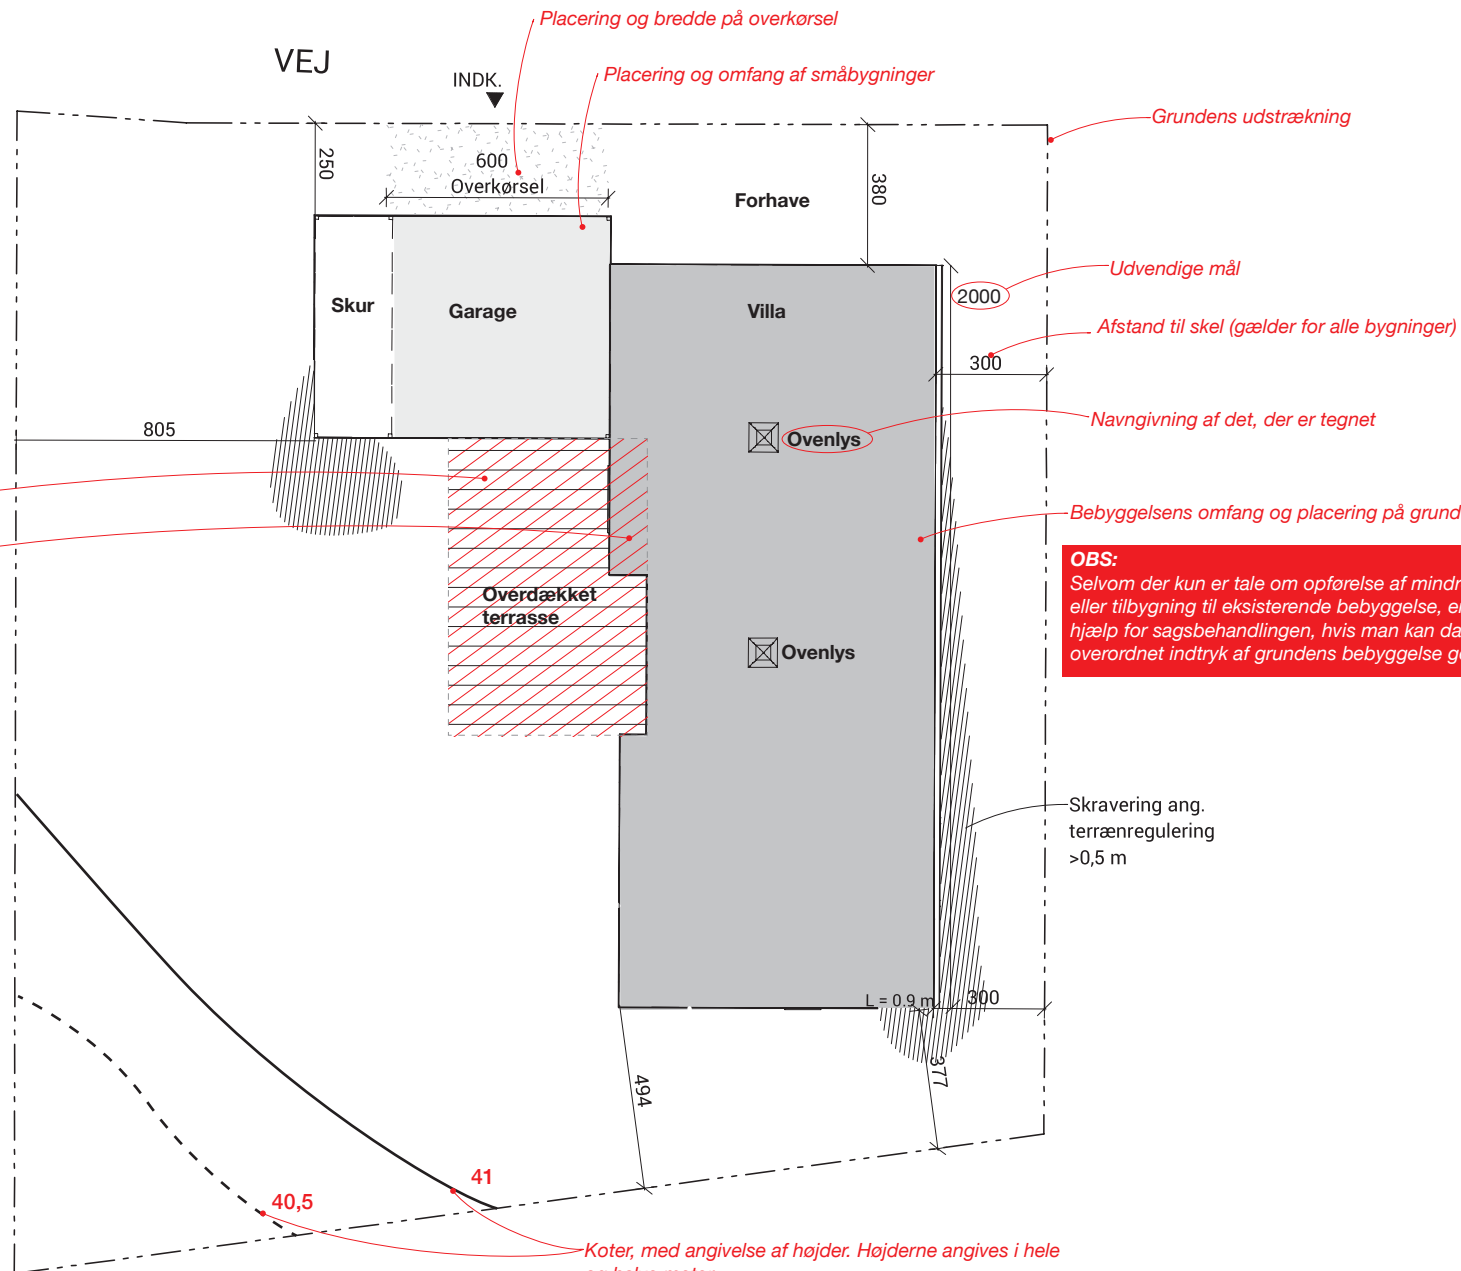 Placering og bredde på overkørsel
VEJ
INDK.
Placering og omfang af småbygninger
Grundens udstrækning
250
600
Overkørsel
380
Forhave
Udvendige mål
2000
Skur
Garage
Villa
Afstand til skel (gælder for alle bygninger)
300
Navngivning af det, der er tegnet
805
Ovenlys
Bebyggelsens omfang og placering på grund
OBS:
Selvom der kun er tale om opførelse af mindr
eller tilbygning til eksisterende bebyggelse, er
hjælp for sagsbehandlingen, hvis man kan da
overordnet indtryk af grundens bebyggelse ge
Overdækket
terrasse
Ovenlys
Skravering ang.
terrænregulering
>0,5 m
L = 0.9 m
300
377
494
41
40,5
Koter, med angivelse af højder. Højderne angives i hele